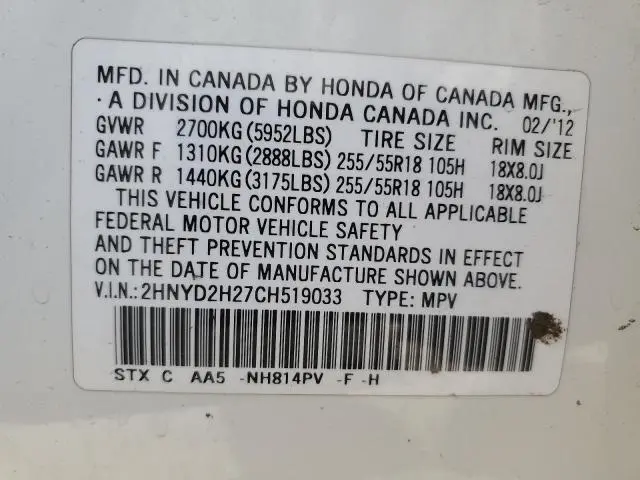 MFD. IN CANADA BY HONDA OF CANADA MFG.,
·A DIVISION OF HONDA CANADA INC. 02/'12
GVWR 2700KG(5952LBS) TIRE SIZE RIM SIZE
GAWR F 1310KG(2888LBS) 255/55R18 105H 18X8.0J
GAWR R 1440KG(3175LBS) 255/55R18 105H 18X8.0J
THIS VEHICLE CONFORMS TO ALL APPLICABLE
FEDERAL MOTOR VEHICLE SAFETY
AND THEFT PREVENTION STANDARDS IN EFFECT
ON THE DATE OF MANUFACTURE SHOWN ABOVE.
V.I.N.:2HNYD2H27CH519033 TYPE: MPV
STX C AA5 -NH814PV -F -H